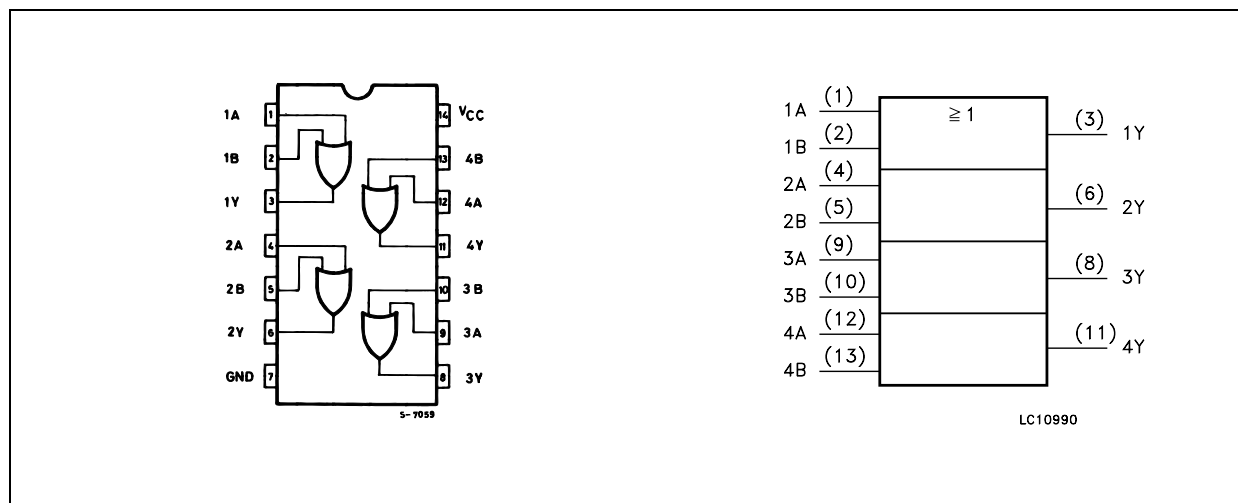 1A 1 14 VCC
1B 2 13 4B
1Y 3 12 4A
2A 4 11 4Y
2B 5 10 3B
2Y 6 9 3A
GND 7 8 3Y
S-7059
1A (1)
1B (2)
2A (4)
2B (5)
3A (9)
3B (10)
4A (12)
4B (13)
≧1
(3) 1Y
(6) 2Y
(8) 3Y
(11) 4Y
LC10990